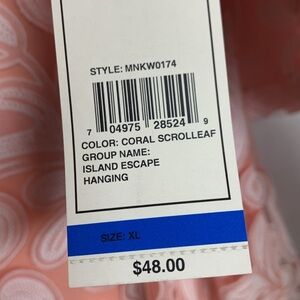 STYLE: MNKW0174
7 04975 28524 9
COLOR: CORAL SCROLLEAF
GROUP NAME:
ISLAND ESCAPE
HANGING
SIZE: XL
$48.00